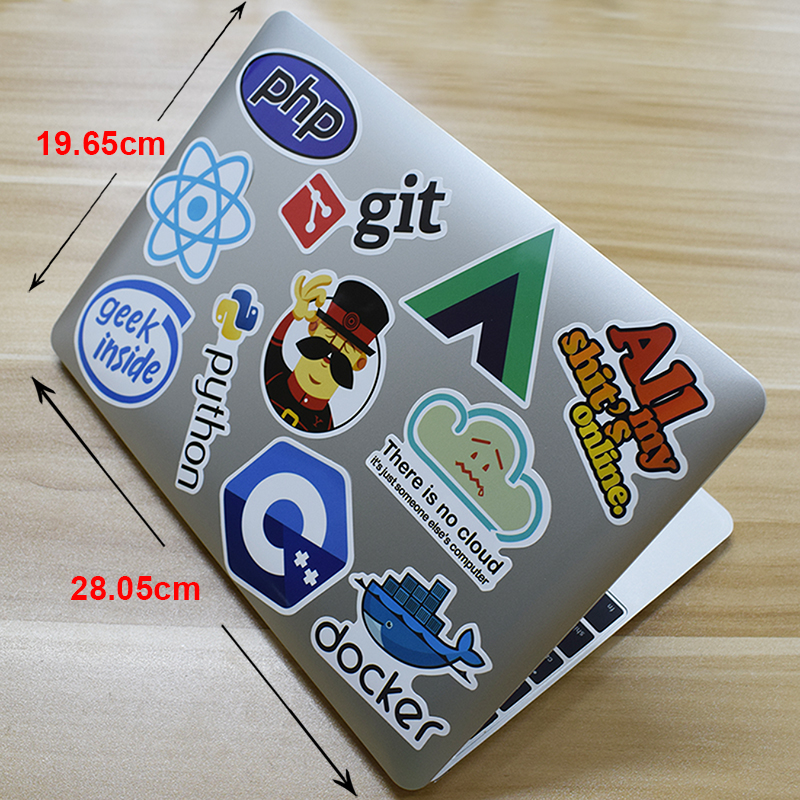 19.65cm
php
git
geek
inside
python
All
my
shit's
online.
There is no cloud
it's just someone else's computer
C++
28.05cm
docker